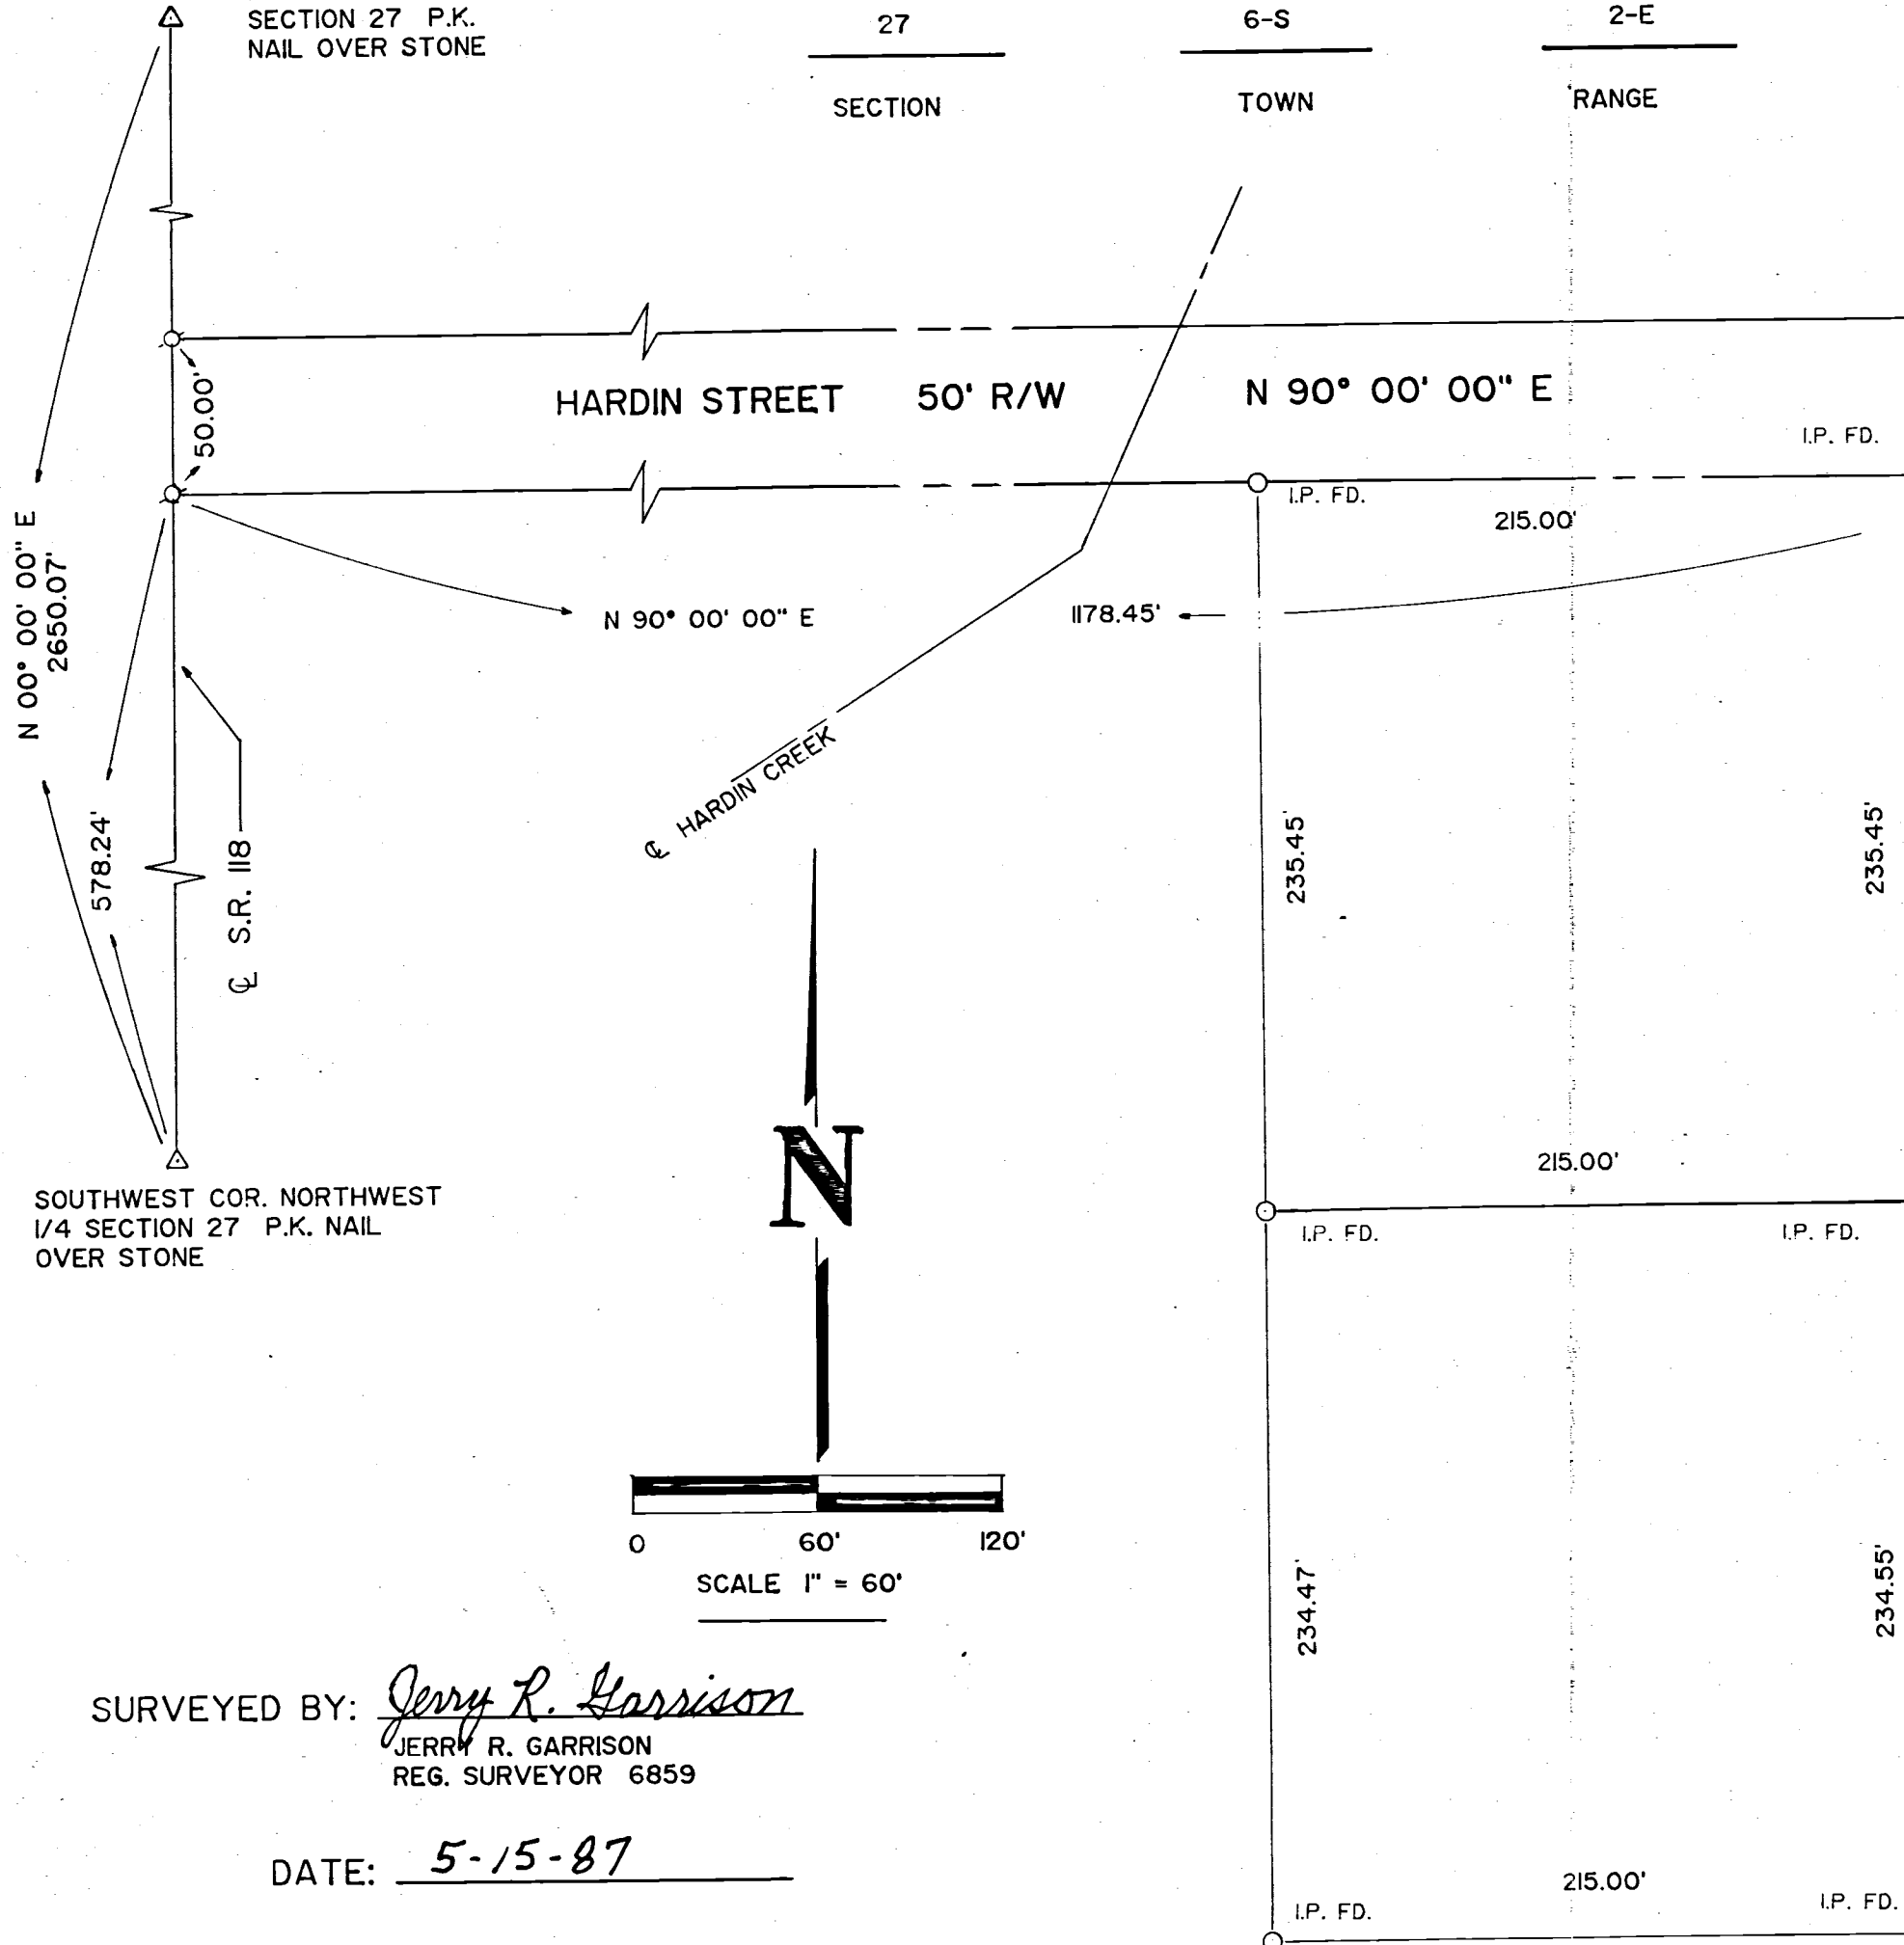 SECTION 27 P.K.
NAIL OVER STONE
27
SECTION
6-S
TOWN
2-E
RANGE
50.00'
HARDIN STREET 50' R/W N 90° 00' 00" E
I.P. FD.
I.P. FD.
215.00'
N 00° 00' 00" E
2650.07'
N 90° 00' 00" E
1178.45'
578.24'
℄ S.R. 118
℄ HARDIN CREEK
235.45'
235.45'
N
SOUTHWEST COR. NORTHWEST
1/4 SECTION 27 P.K. NAIL
OVER STONE
215.00'
I.P. FD.
I.P. FD.
0 60' 120'
SCALE 1" = 60'
234.47'
234.55'
SURVEYED BY: Jerry R. Garrison
JERRY R. GARRISON
REG. SURVEYOR 6859
DATE: 5-15-87
215.00'
I.P. FD.
I.P. FD.